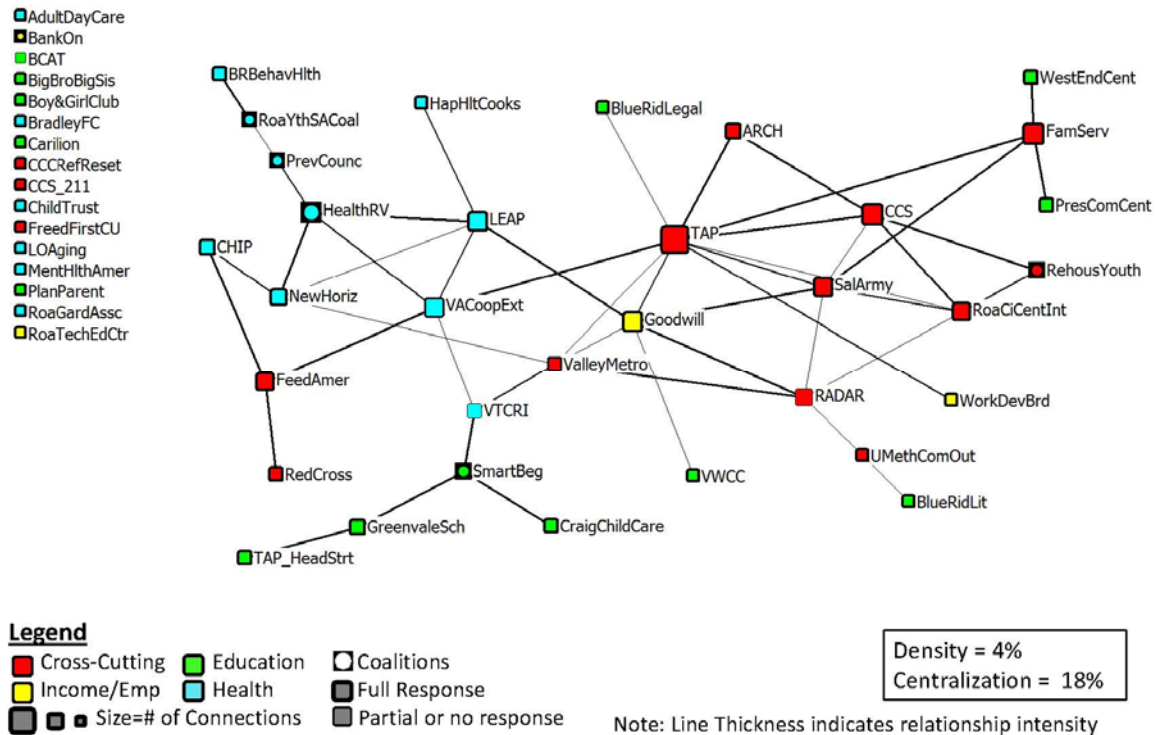 AdultDayCare
BankOn
BCAT
BigBroBigSis
Boy&GirlClub
BradleyFC
Carilion
CCCRefReset
CCS_211
ChildTrust
FreedFirstCU
LOAging
MentHlthAmer
PlanParent
RoaGardAssc
RoaTechEdCtr
BRBehavHlth
WestEndCent
HapHltCooks
BlueRidLegal
RoaYthSACoal
ARCH
FamServ
PrevCounc
HealthRV
LEAP
CCS
PresComCent
TAP
CHIP
RehousYouth
SalArmy
NewHoriz
VACoopExt
Goodwill
RoaCiCentInt
ValleyMetro
FeedAmer
RADAR
WorkDevBrd
VTCRI
UMethComOut
RedCross
SmartBeg
VWCC
BlueRidLit
GreenvaleSch
CraigChildCare
TAP_HeadStrt
Legend
Cross-Cutting
Education
Coalitions
Income/Emp
Health
Full Response
Size=# of Connections
Partial or no response
Density = 4%
Centralization = 18%
Note: Line Thickness indicates relationship intensity